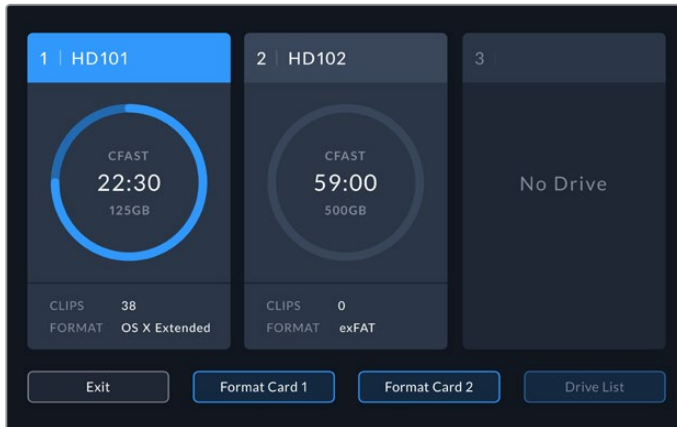 1 | HD101
CFAST
22:30
125GB
CLIPS 38
FORMAT OS X Extended
2 | HD102
CFAST
59:00
500GB
CLIPS 0
FORMAT exFAT
3
No Drive
Exit
Format Card 1
Format Card 2
Drive List